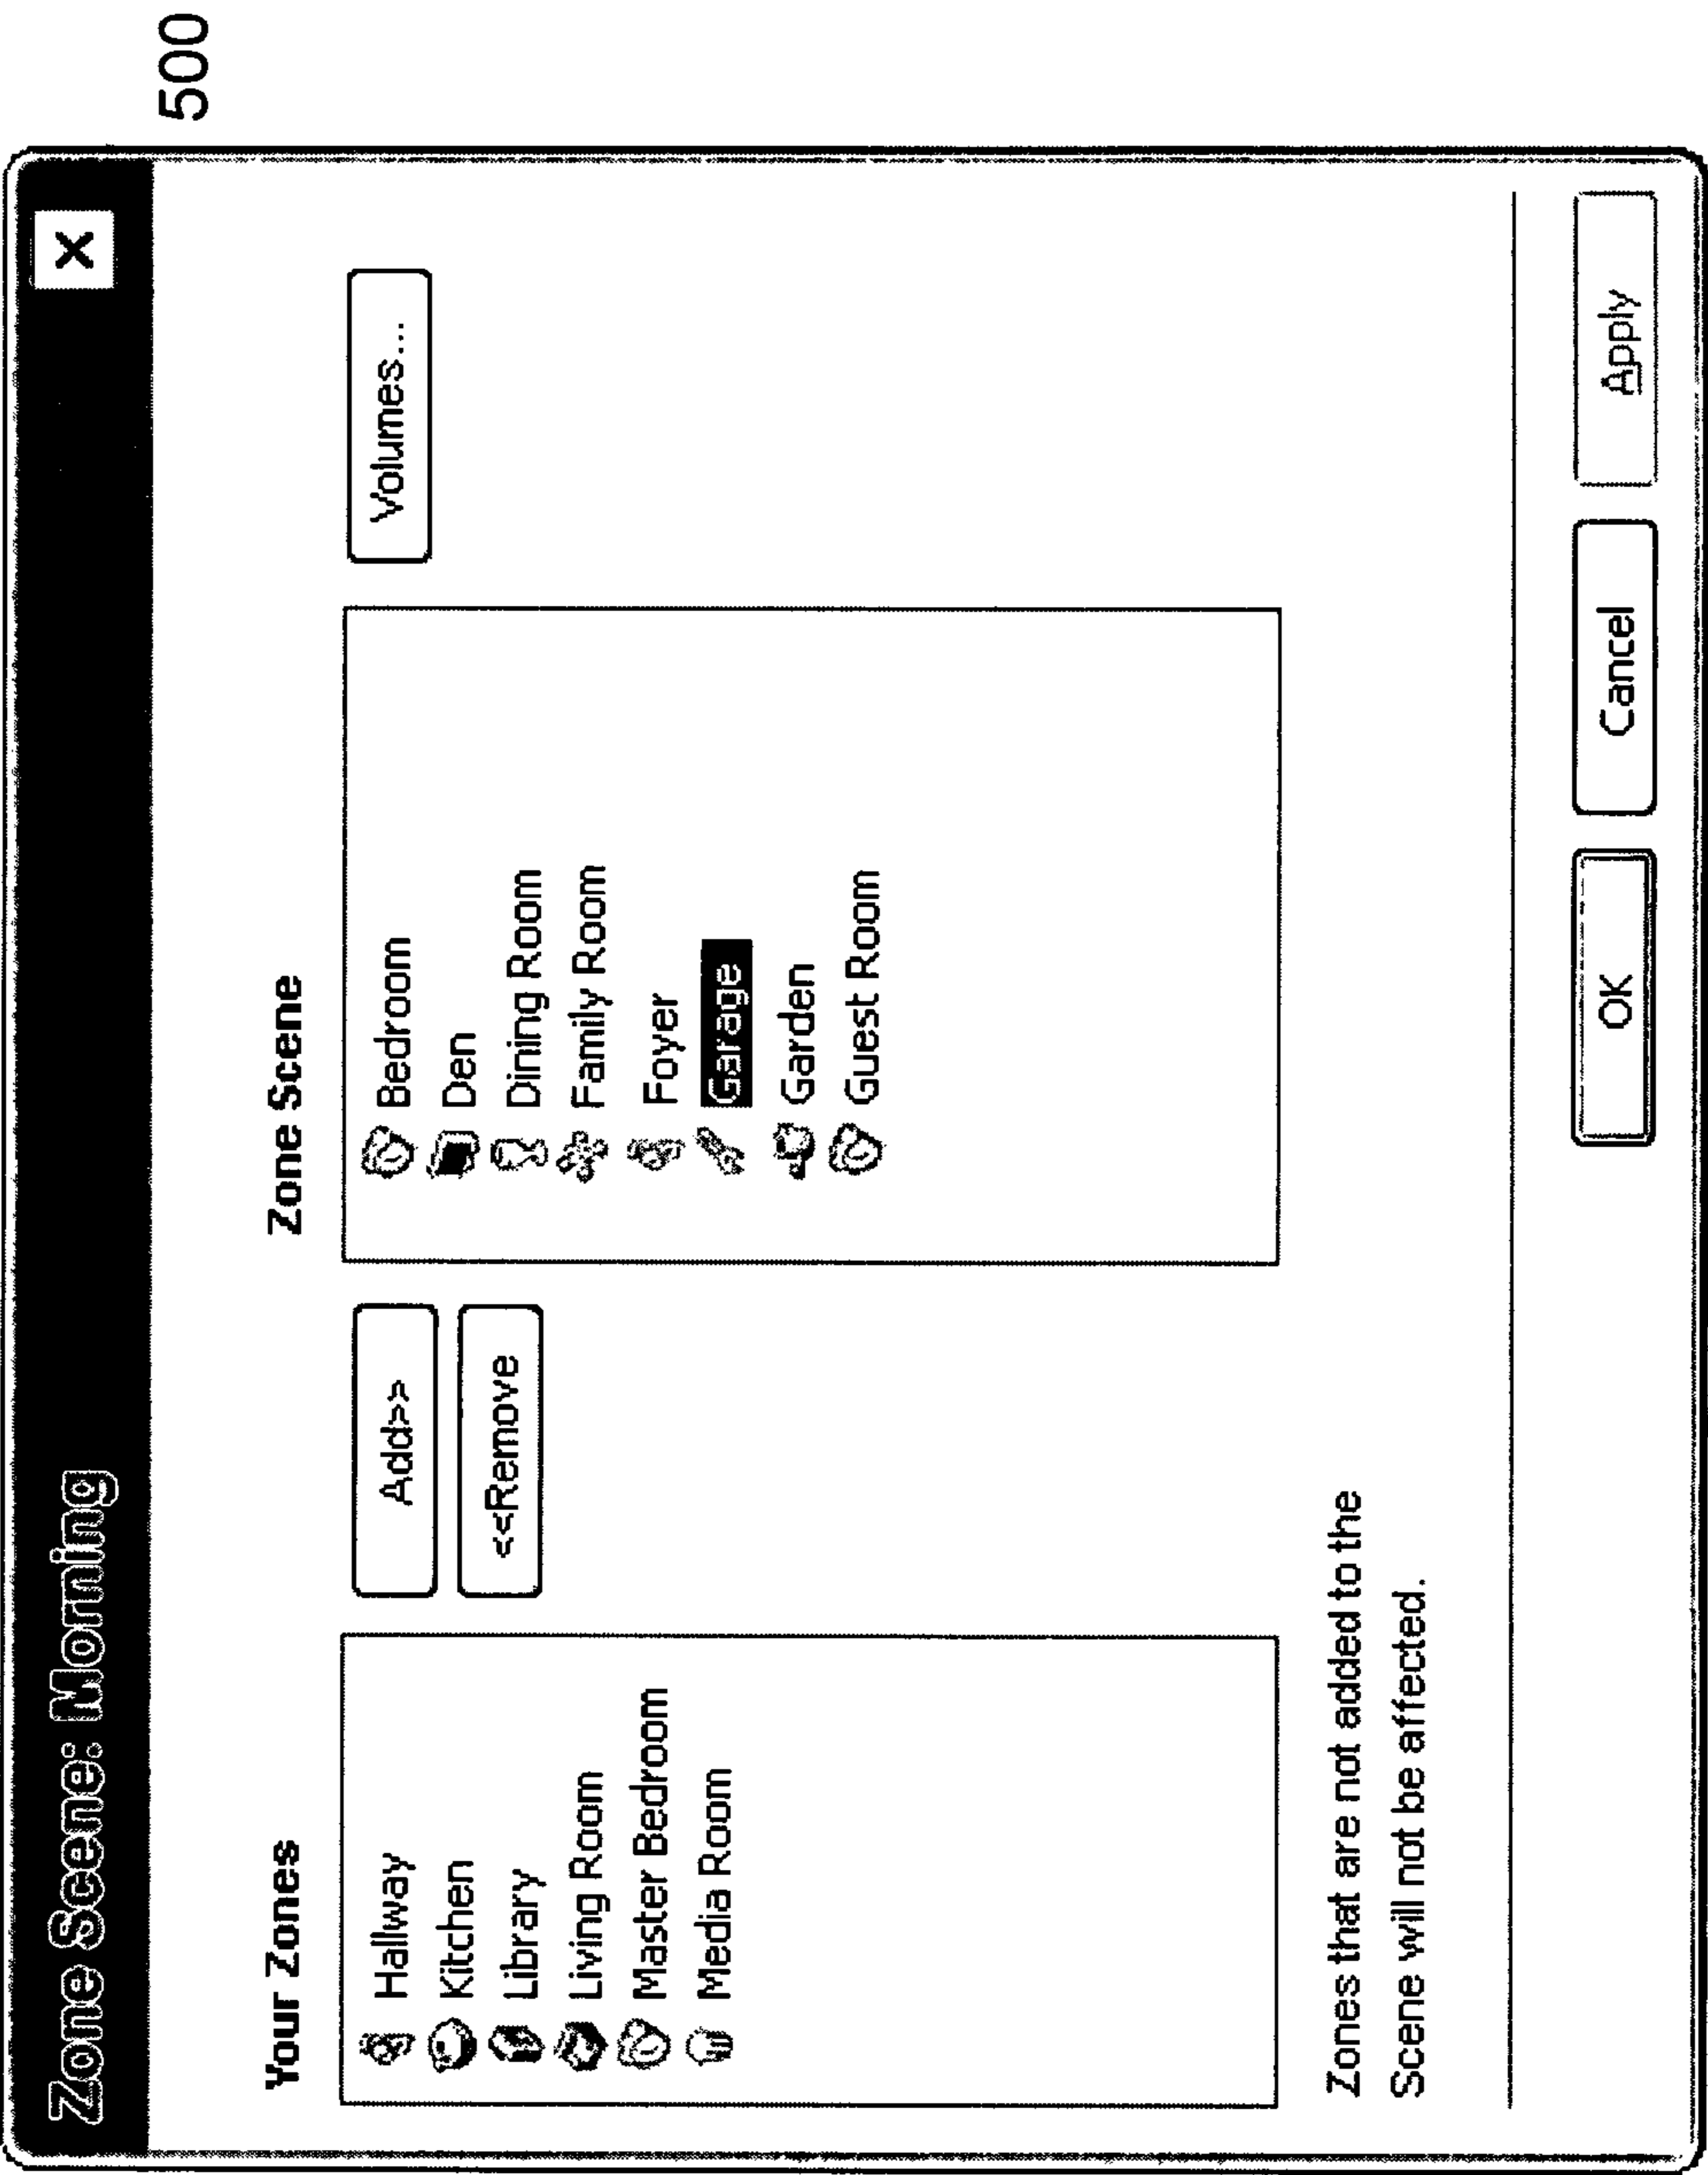 500
Zone Scene: Morning
X
Your Zones
Hallway
Kitchen
Library
Living Room
Master Bedroom
Media Room
Add>>
<<Remove
Zone Scene
Bedroom
Den
Dining Room
Family Room
Foyer
Garage
Garden
Guest Room
Volumes...
Zones that are not added to the
Scene will not be affected.
OK
Cancel
Apply